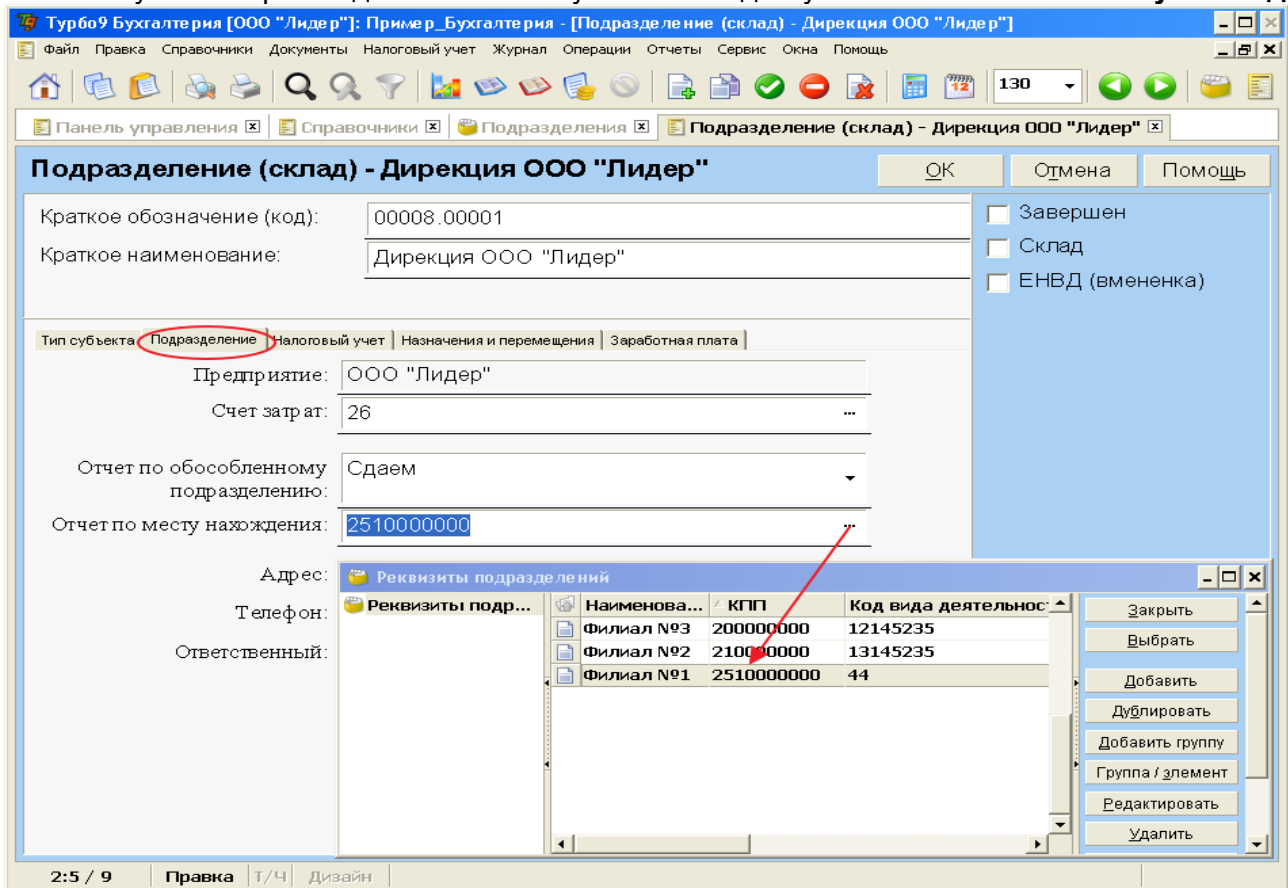 Турбо9 Бухгалтерия [ООО "Лидер"]: Пример_Бухгалтерия - [Подразделение (склад) - Дирекция ООО "Лидер"]
Файл Правка Справочники Документы Налоговый учет Журнал Операции Отчеты Сервис Окна Помощь
12 130
Панель управления Справочники Подразделения Подразделение (склад) - Дирекция ООО "Лидер"
Подразделение (склад) - Дирекция ООО "Лидер" OK Отмена Помощь
Краткое обозначение (код): 00008.00001 Завершен
Краткое наименование: Дирекция ООО "Лидер" Склад
ЕНВД (вмененка)
Тип субъекта Подразделение Налоговый учет Назначения и перемещения Заработная плата
Предприятие: ООО "Лидер"
Счет затрат: 26 ...
Отчет по обособленному подразделению: Сдаем
Отчет по месту нахождения: 2510000000 ...
Адрес:
Телефон:
Ответственный:
Реквизиты подразделений
Реквизиты подр... Наименова... КПП Код вида деятельнос
Филиал №3 200000000 12145235
Филиал №2 210000000 13145235
Филиал №1 2510000000 44
Закрыть
Выбрать
Добавить
Дублировать
Добавить группу
Группа / элемент
Редактировать
Удалить
2:5 / 9 Правка Т/Ч Дизайн